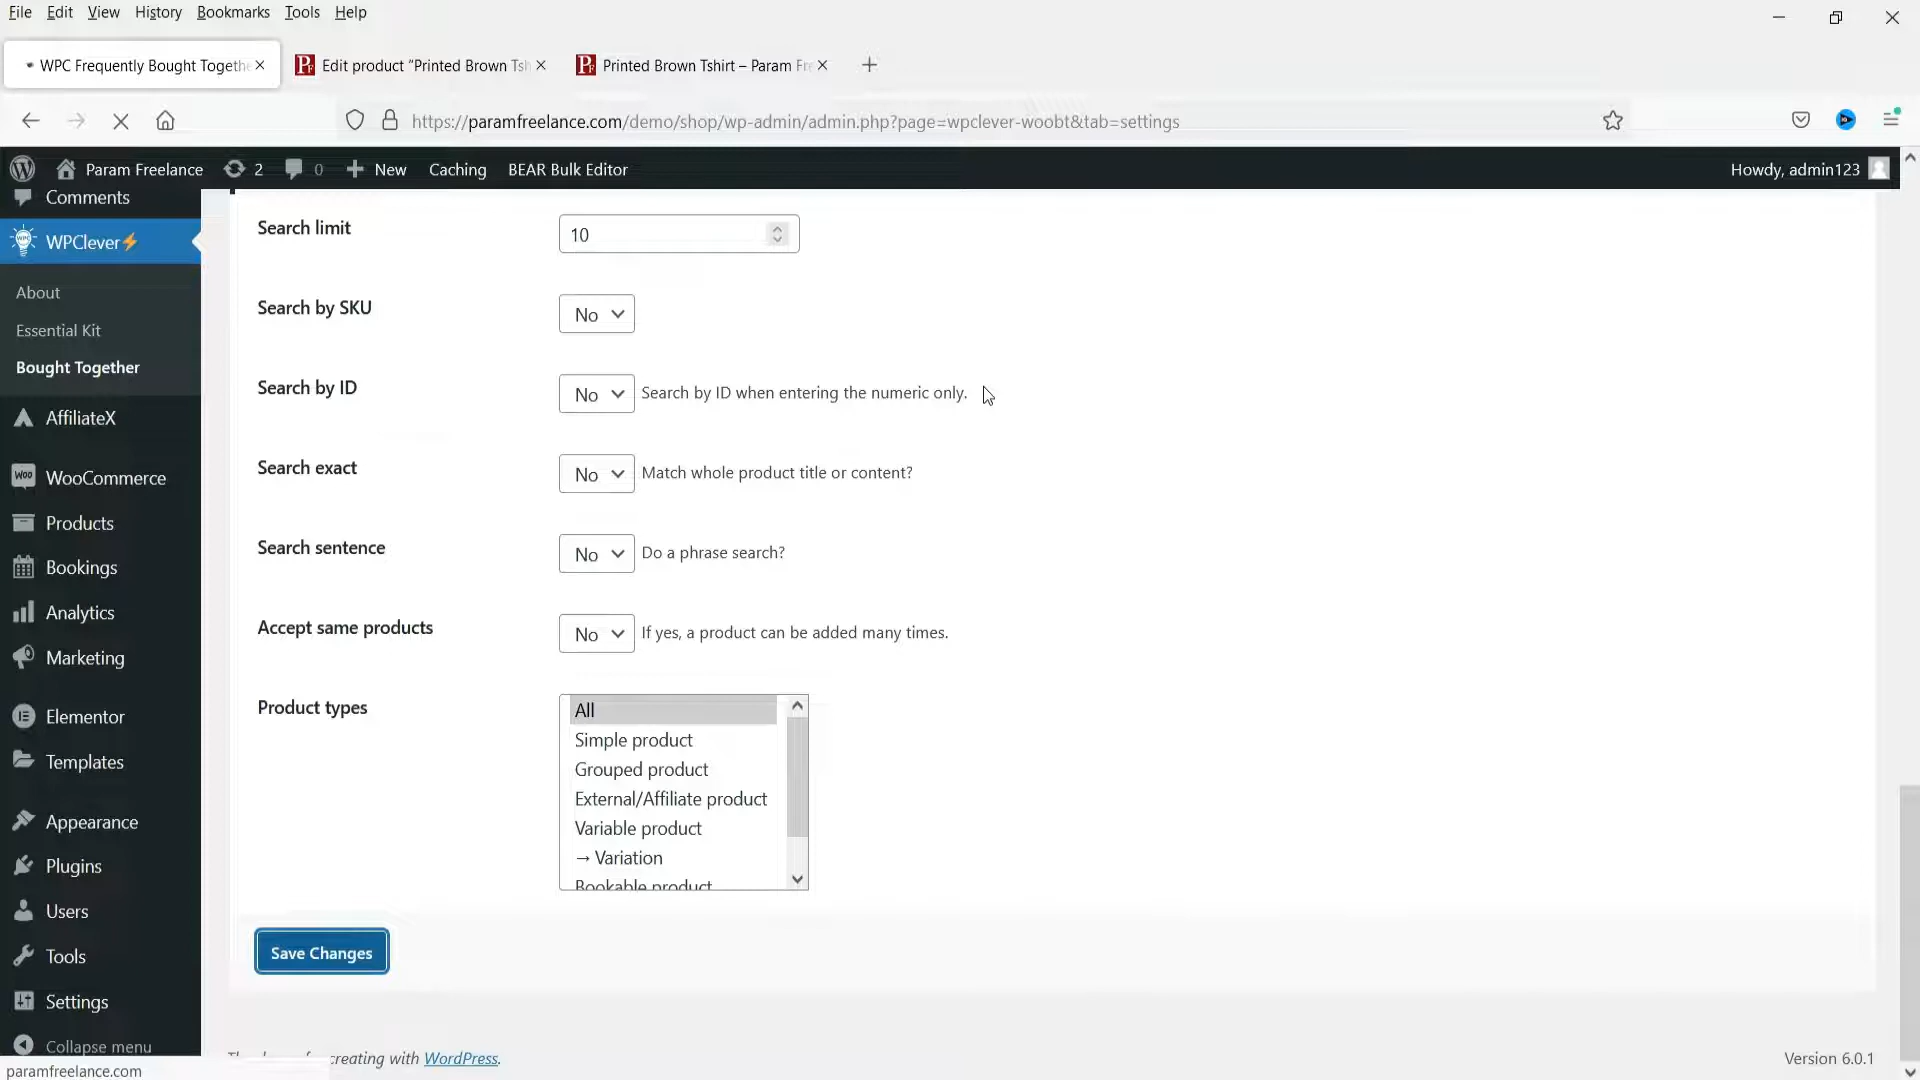 File Edit View History Bookmarks Tools Help
WPC Frequently Bought Togethe
Edit product “Printed Brown Tsh
Printed Brown Tshirt – Param Fre
https://paramfreelance.com/demo/shop/wp-admin/admin.php?page=wpclever-woobt&tab=settings
Param Freelance 2 0 New Caching BEAR Bulk Editor Howdy, admin123
Comments
WPClever⚡
About
Essential Kit
Bought Together
AffiliateX
WooCommerce
Products
Bookings
Analytics
Marketing
Elementor
Templates
Appearance
Plugins
Users
Tools
Settings
Collapse menu
paramfreelance.com
Search limit 10
Search by SKU No
Search by ID No Search by ID when entering the numeric only.
Search exact No Match whole product title or content?
Search sentence No Do a phrase search?
Accept same products No If yes, a product can be added many times.
Product types All
Simple product
Grouped product
External/Affiliate product
Variable product
→ Variation
Bookable product
Save Changes
creating with WordPress.
Version 6.0.1